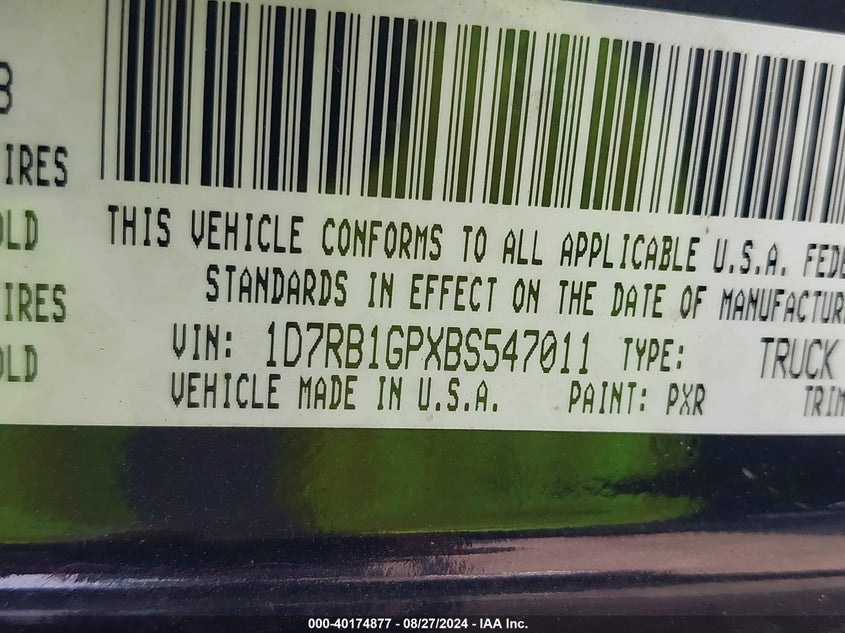 8
IRES
OLD
IRES
OLD
THIS VEHICLE CONFORMS TO ALL APPLICABLE U.S.A. FEDE
STANDARDS IN EFFECT ON THE DATE OF MANUFACTUR
VIN: 1D7RB1GPXBS547011 TYPE: TRUCK
VEHICLE MADE IN U.S.A. PAINT: PXR TRIM
000-40174877 - 08/27/2024 - IAA Inc.